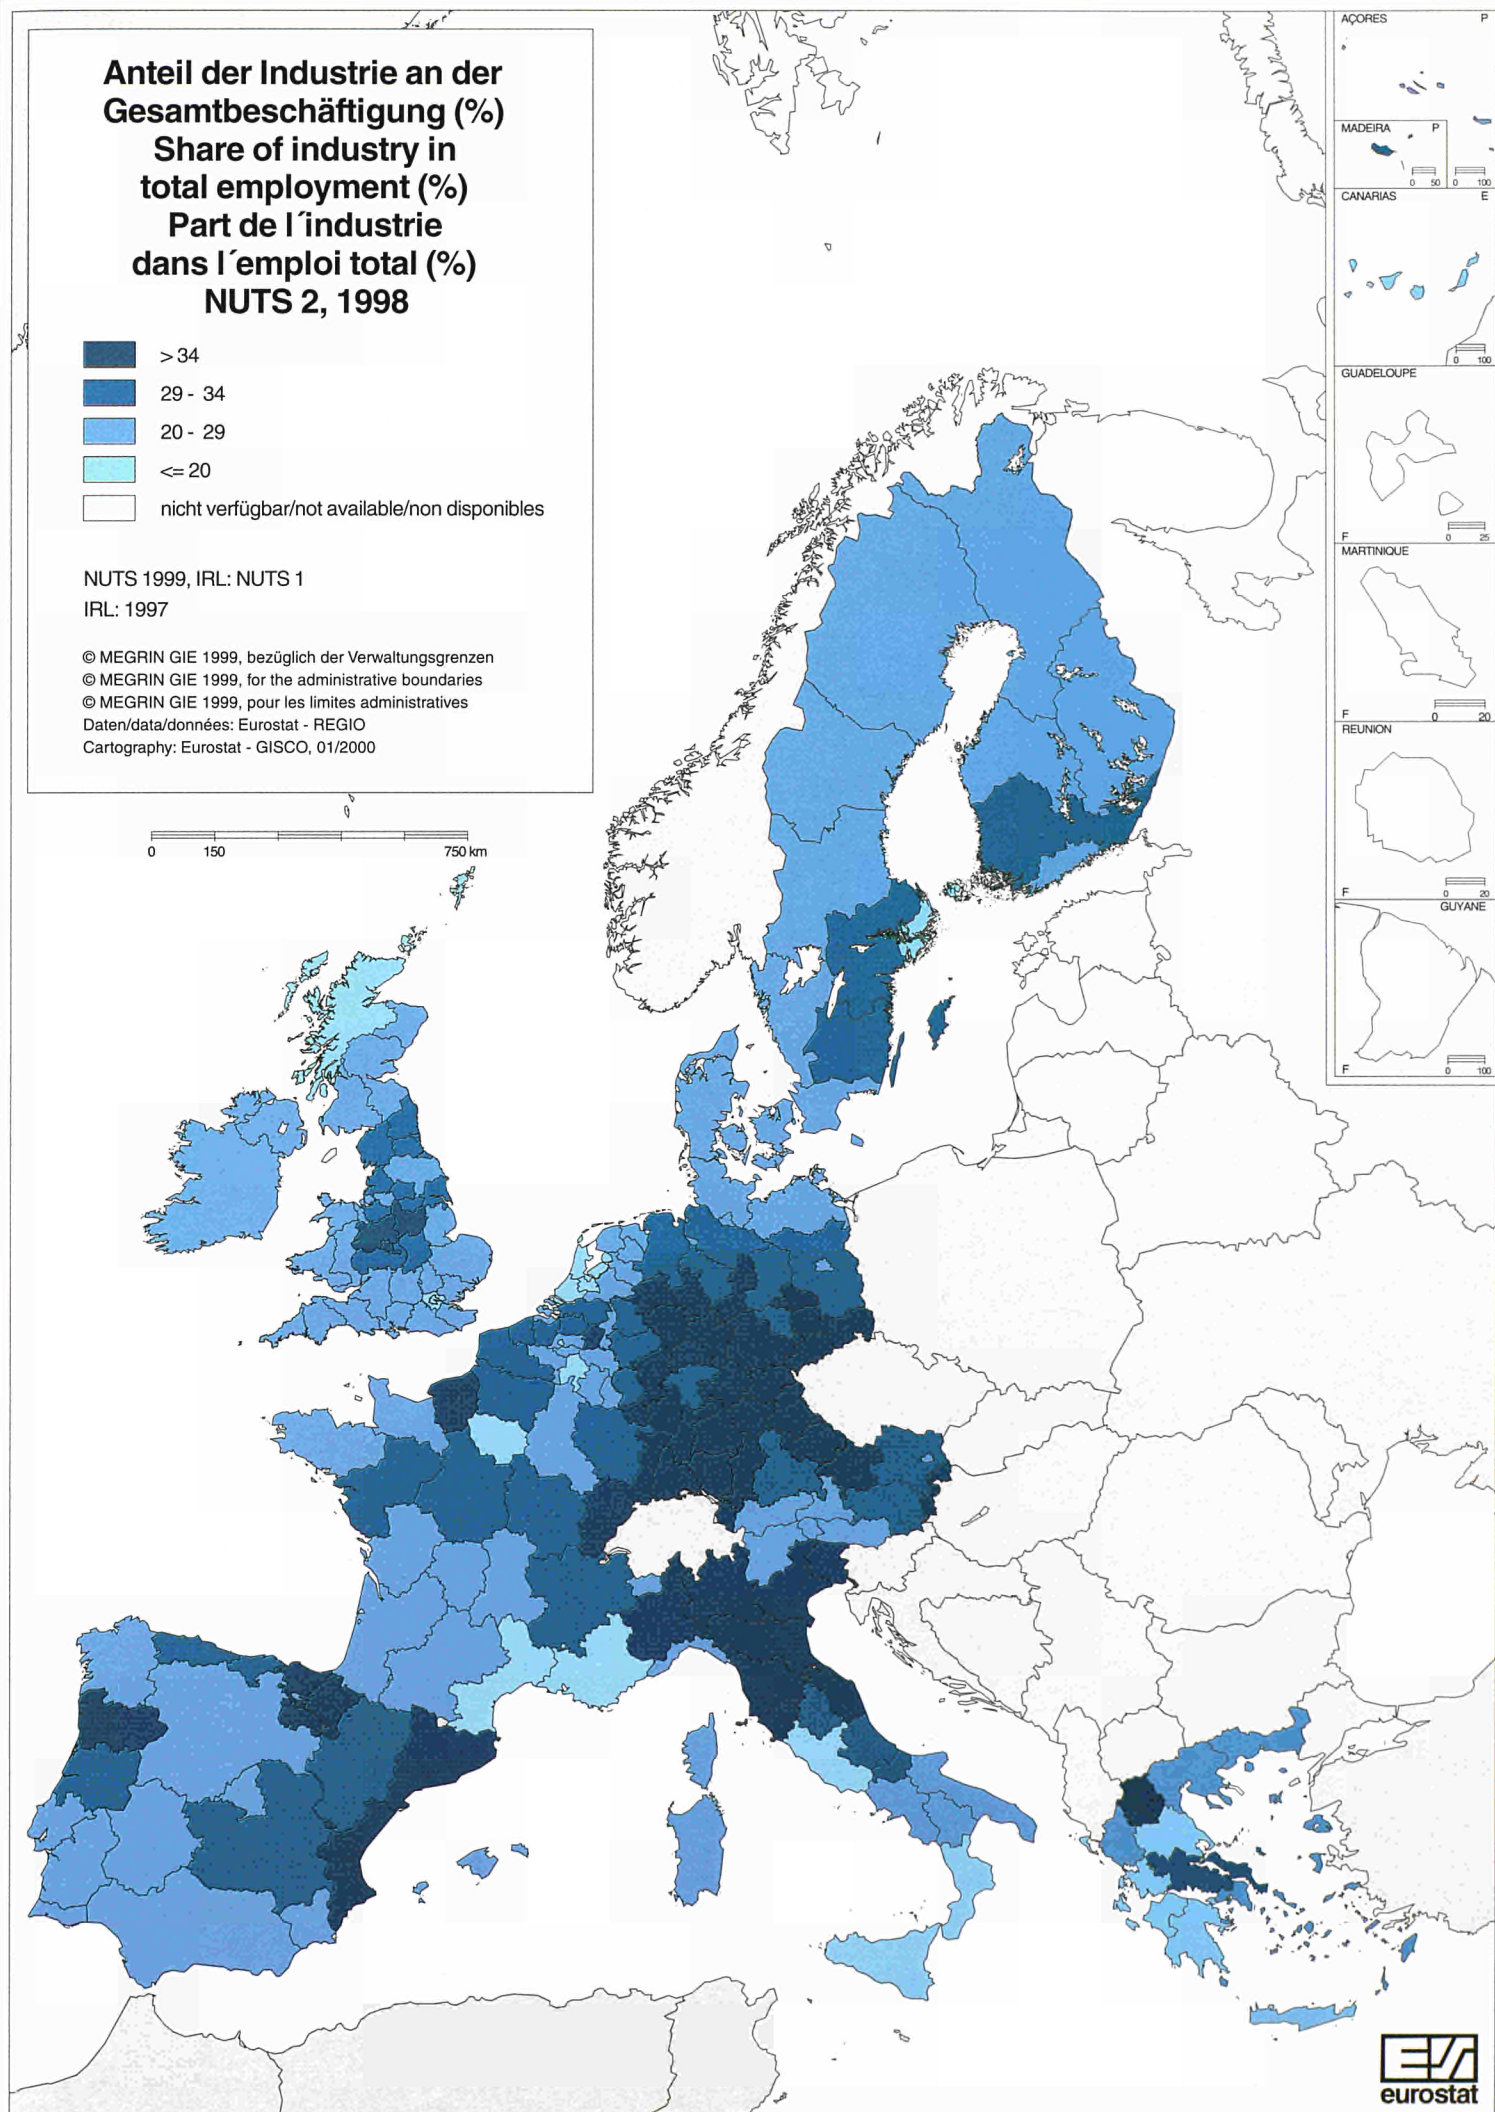 Anteil der Industrie an der
Gesamtbeschäftigung (%)
Share of industry in
total employment (%)
Part de l´industrie
dans l´emploi total (%)
NUTS 2, 1998
> 34
29 - 34
20 - 29
<= 20
nicht verfügbar/not available/non disponibles
NUTS 1999, IRL: NUTS 1
IRL: 1997
© MEGRIN GIE 1999, bezüglich der Verwaltungsgrenzen
© MEGRIN GIE 1999, for the administrative boundaries
© MEGRIN GIE 1999, pour les limites administratives
Daten/data/données: Eurostat - REGIO
Cartography: Eurostat - GISCO, 01/2000
0 150 750 km
AÇORES P
MADEIRA P
0 50 0 100
CANARIAS E
0 100
GUADELOUPE
F 0 25
MARTINIQUE
F 0 20
REUNION
F 0 20
GUYANE
F 0 100
eurostat